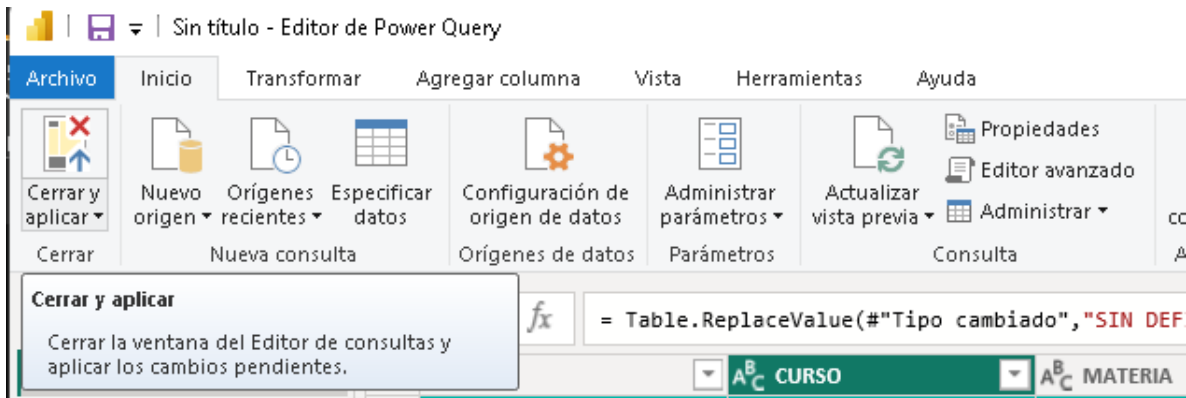 Sin título - Editor de Power Query
Archivo Inicio Transformar Agregar columna Vista Herramientas Ayuda
Cerrar y aplicar
Nuevo origen
Orígenes recientes
Especificar datos
Configuración de origen de datos
Administrar parámetros
Actualizar vista previa
Propiedades
Editor avanzado
Administrar
Cerrar Nueva consulta Orígenes de datos Parámetros Consulta
Cerrar y aplicar
Cerrar la ventana del Editor de consultas y
aplicar los cambios pendientes.
fx = Table.ReplaceValue(#"Tipo cambiado","SIN
ABC CURSO ABC MATERIA